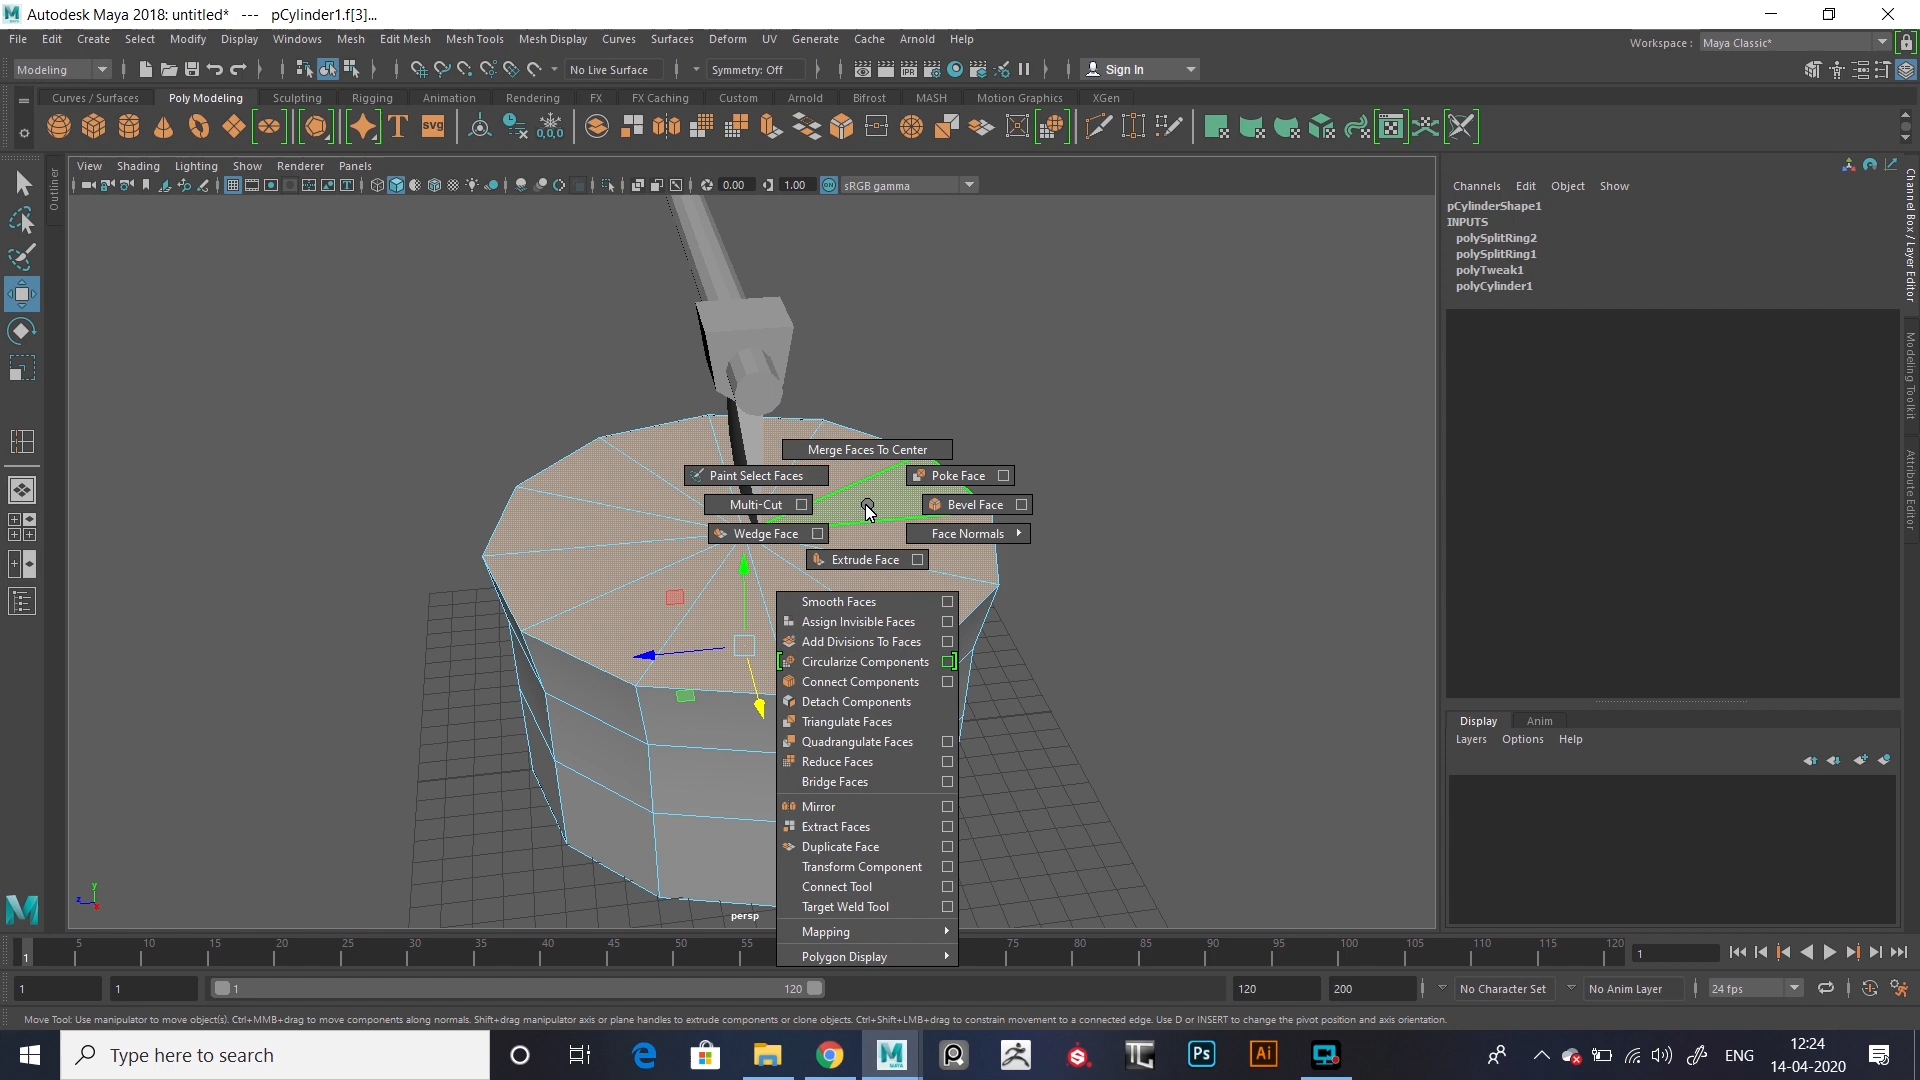 Autodesk Maya 2018: untitled* --- pCylinder1.f[3]...
File Edit Create Select Modify Display Windows Mesh Edit Mesh Mesh Tools Mesh Display Curves Surfaces Deform UV Generate Cache Arnold Help
Workspace : Maya Classic*
Modeling No Live Surface Symmetry: Off Sign In
Curves / Surfaces Poly Modeling Sculpting Rigging Animation Rendering FX FX Caching Custom Arnold Bifrost MASH Motion Graphics XGen
View Shading Lighting Show Renderer Panels
0.00 1.00 sRGB gamma
Outliner
Channels Edit Object Show
pCylinderShape1
INPUTS
polySplitRing2
polySplitRing1
polyTweak1
polyCylinder1
Channel Box / Layer Editor
Modeling Toolkit
Attribute Editor
Merge Faces To Center
Paint Select Faces Poke Face
Multi-Cut Bevel Face
Wedge Face Face Normals
Extrude Face
Smooth Faces
Assign Invisible Faces
Add Divisions To Faces
Circularize Components
Connect Components
Detach Components
Triangulate Faces
Quadrangulate Faces
Reduce Faces
Bridge Faces
Mirror
Extract Faces
Duplicate Face
Transform Component
Connect Tool
Target Weld Tool
Mapping
Polygon Display
persp
y
z x
Display Anim
Layers Options Help
1 5 10 15 20 25 30 35 40 45 50 55 75 80 85 90 95 100 105 110 115 120 1
1 1 1 120 120 200 No Character Set No Anim Layer 24 fps
Move Tool: Use manipulator to move object(s). Ctrl+MMB+drag to move components along normals. Shift+drag manipulator axis or plane handles to extrude components or clone objects. Ctrl+Shift+LMB+drag to constrain movement to a connected edge. Use D or INSERT to change the pivot position and axis orientation.
Type here to search
Ps Ai
ENG
12:24
14-04-2020